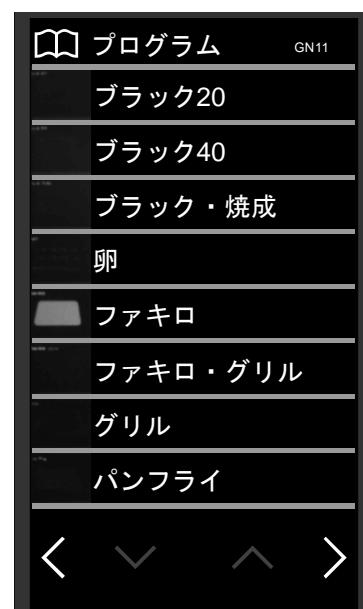 プログラム GN11
ブラック20
ブラック40
ブラック・焼成
卵
ファキロ
ファキロ・グリル
グリル
パンフライ